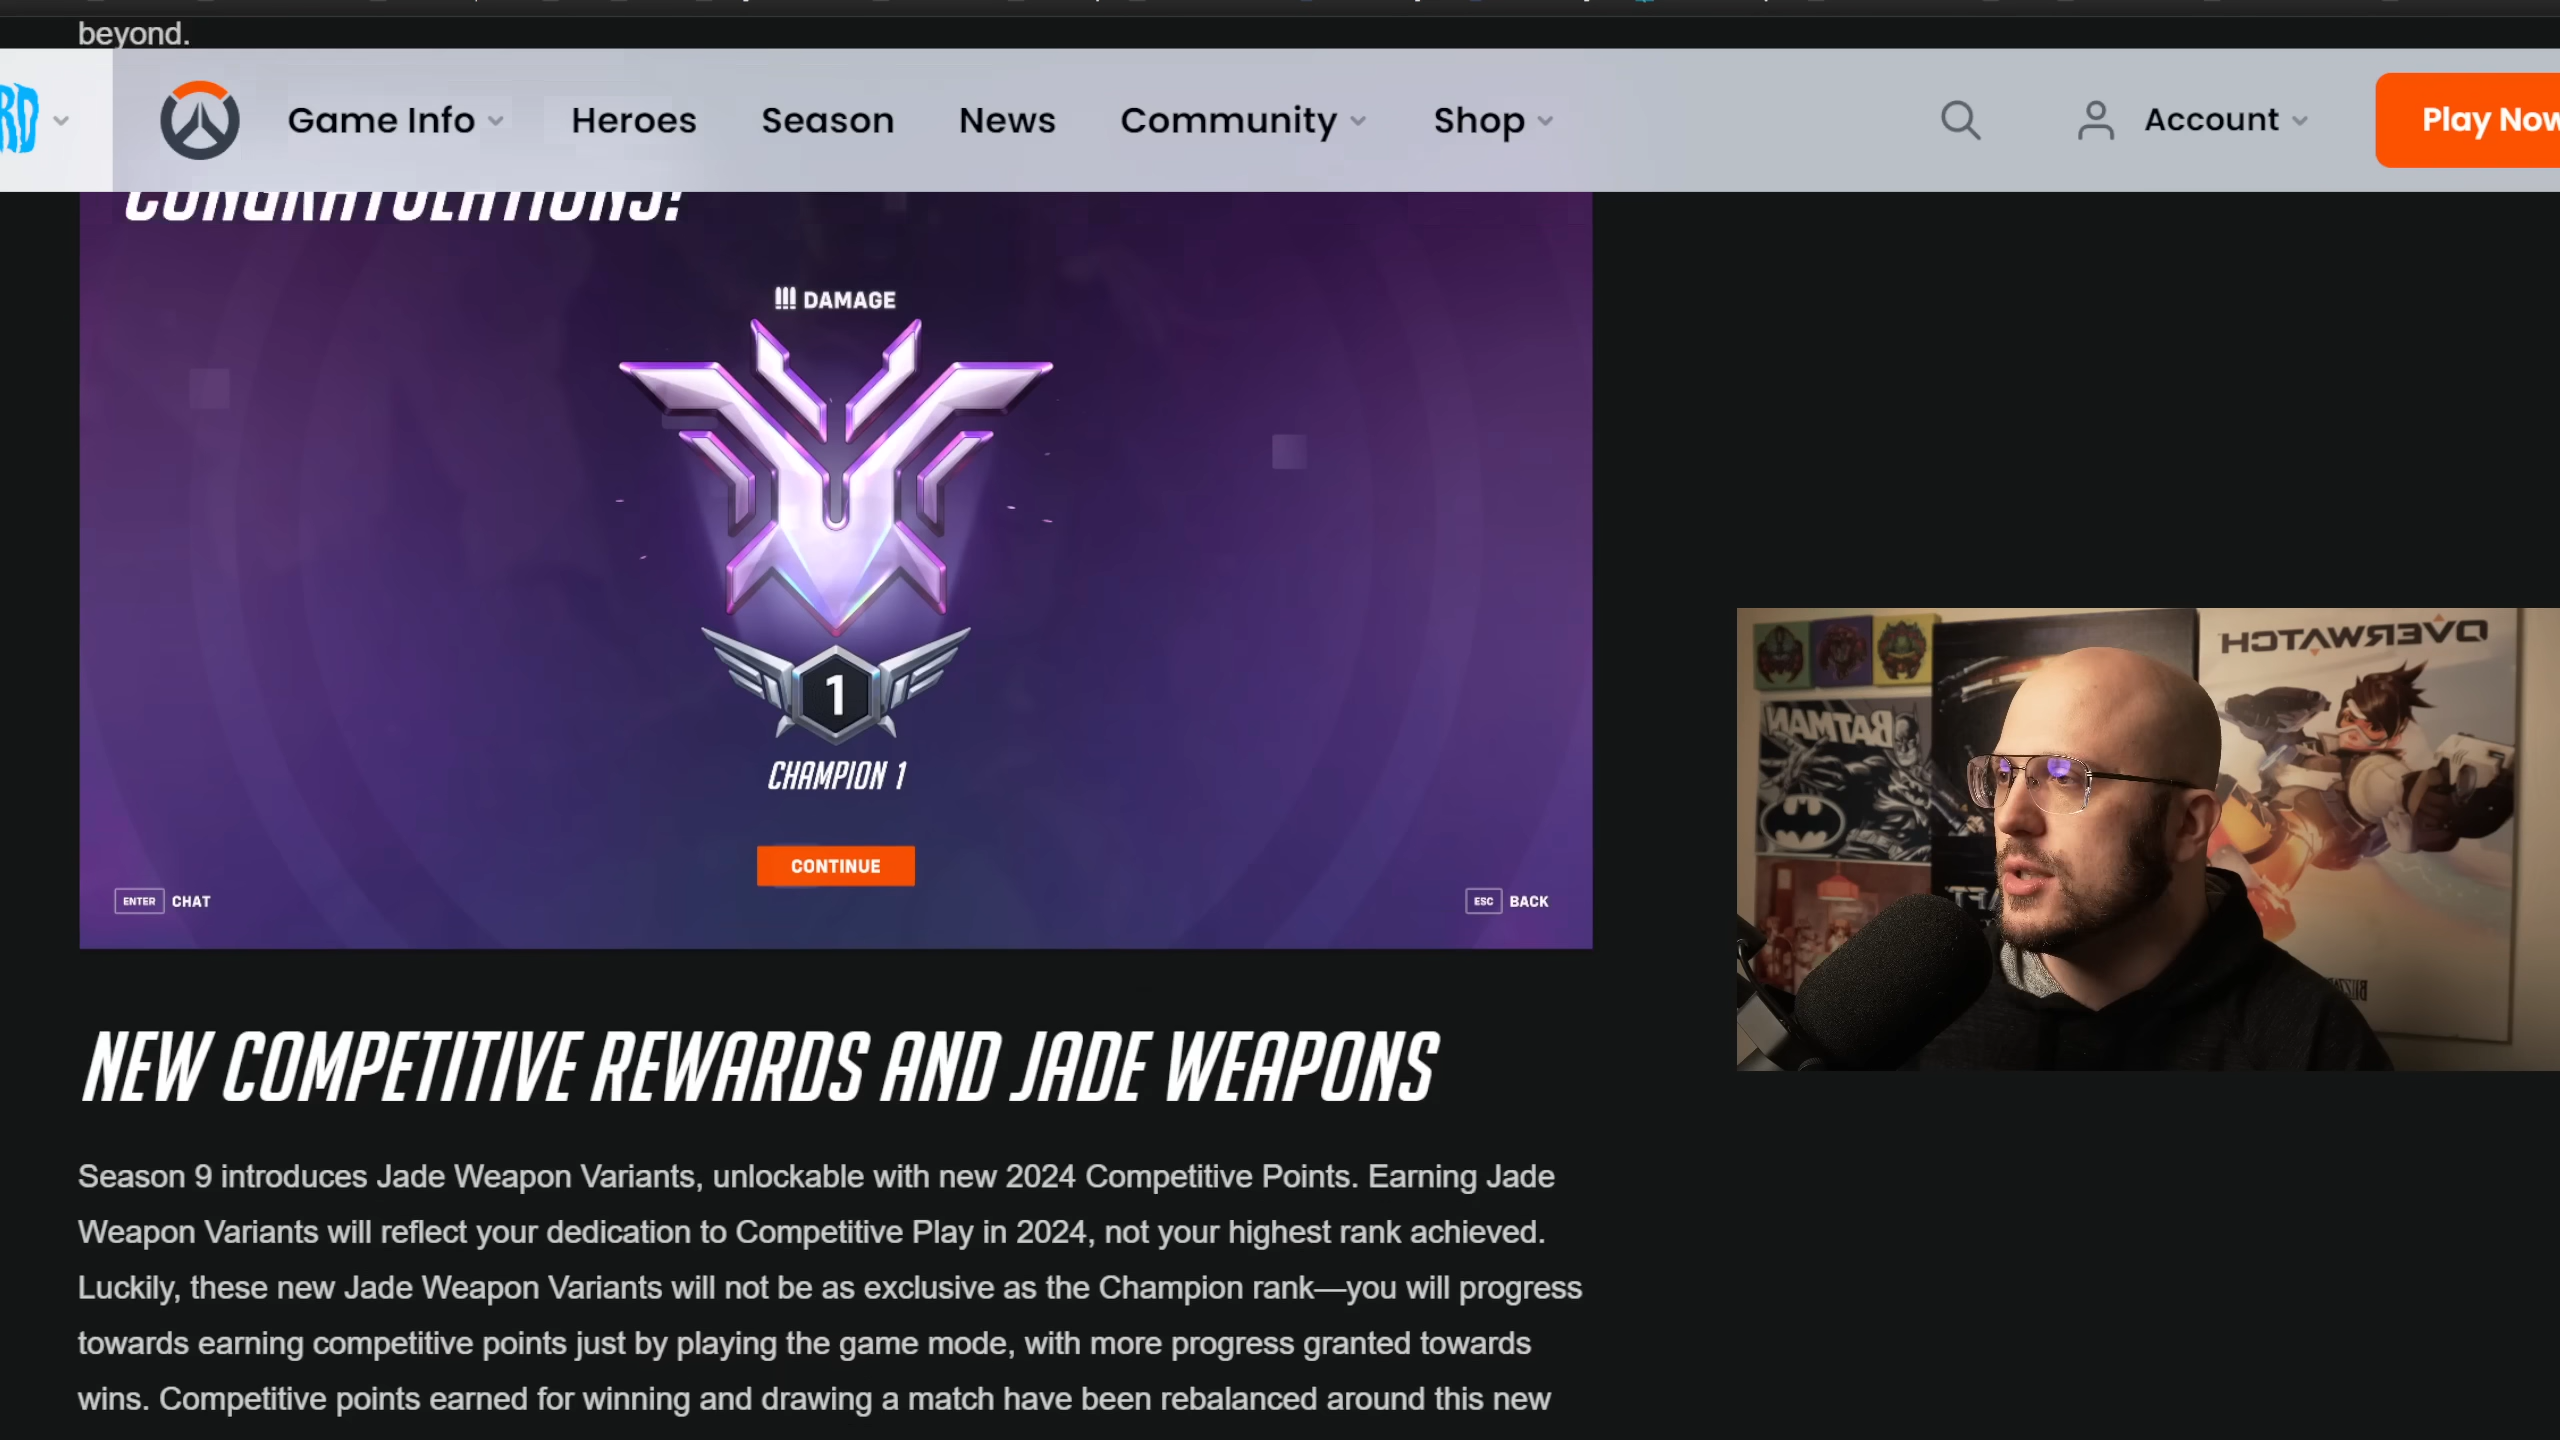 beyond.
RD
Game Info
Heroes
Season
News
Community
Shop
Account
Play Now
CONGRATULATIONS!
DAMAGE
1
CHAMPION 1
CONTINUE
ENTER CHAT
ESC BACK
OVERWATCH
BATMAN
NEW COMPETITIVE REWARDS AND JADE WEAPONS
Season 9 introduces Jade Weapon Variants, unlockable with new 2024 Competitive Points. Earning Jade
Weapon Variants will reflect your dedication to Competitive Play in 2024, not your highest rank achieved.
Luckily, these new Jade Weapon Variants will not be as exclusive as the Champion rank—you will progress
towards earning competitive points just by playing the game mode, with more progress granted towards
wins. Competitive points earned for winning and drawing a match have been rebalanced around this new